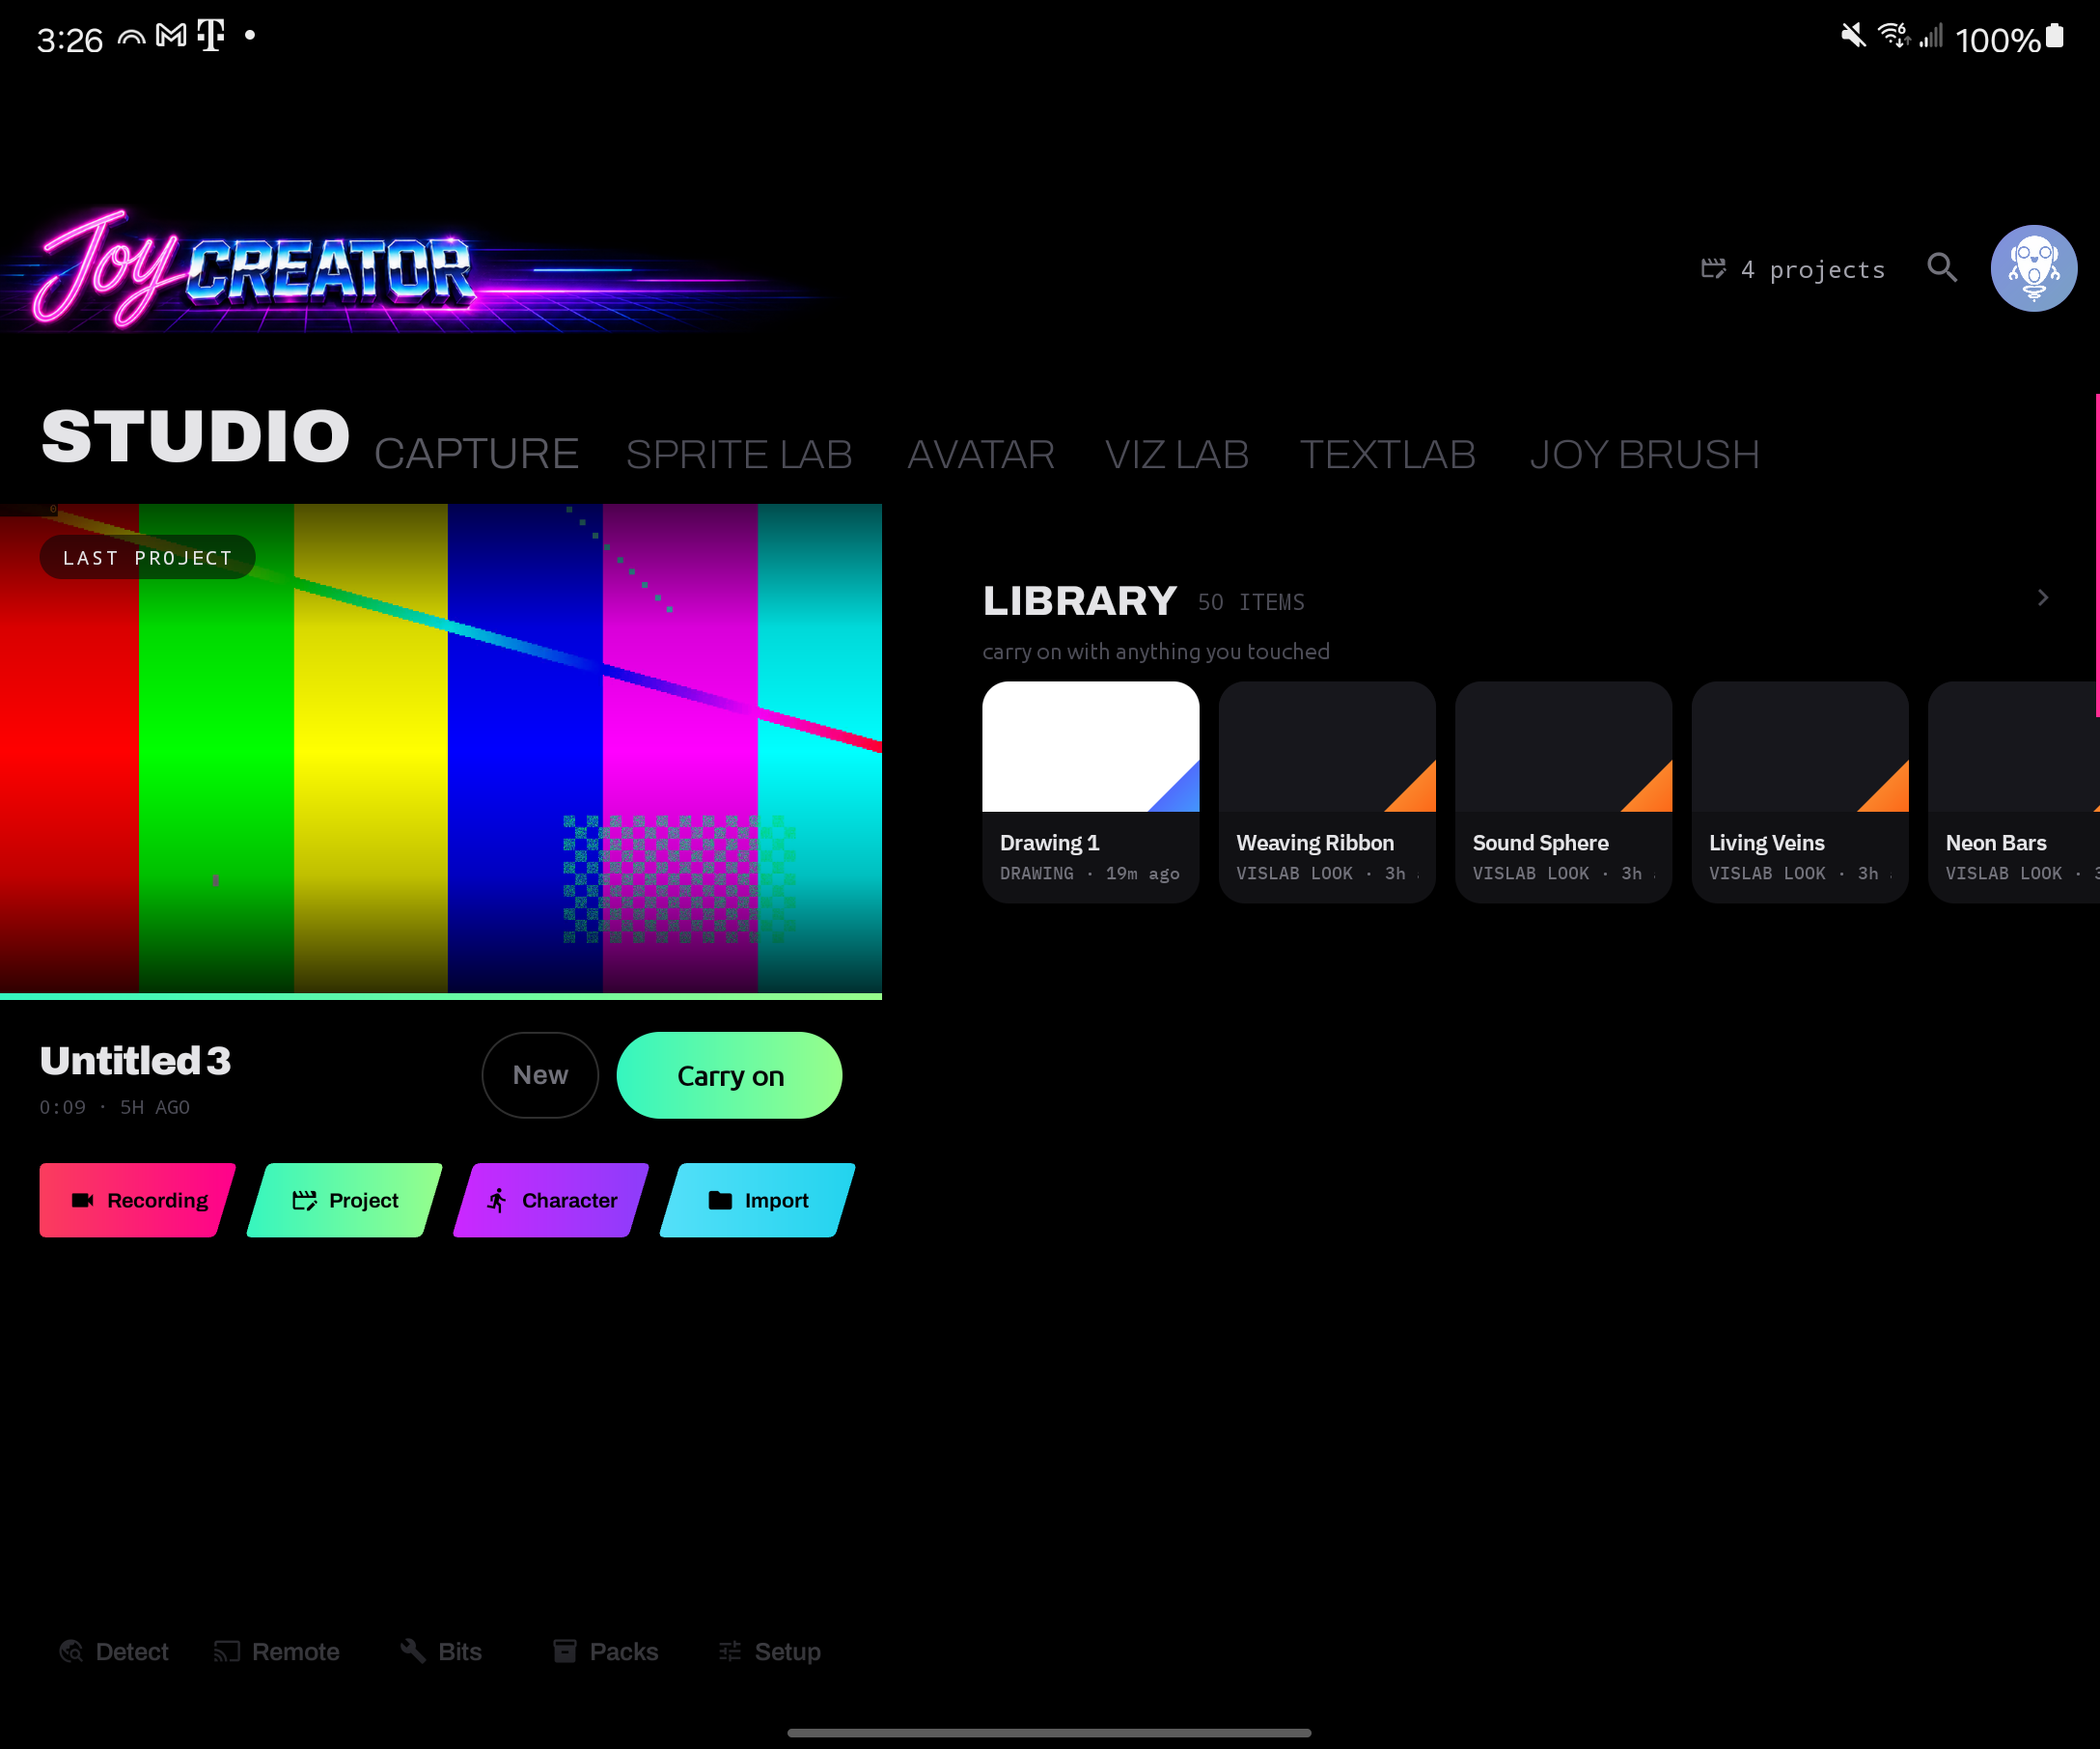 3:26
100%
Joy CREATOR
4 projects
STUDIO CAPTURE SPRITE LAB AVATAR VIZ LAB TEXTLAB JOY BRUSH
0
LAST PROJECT
LIBRARY 50 ITEMS
carry on with anything you touched
Drawing 1
DRAWING · 19m ago
Weaving Ribbon
VISLAB LOOK · 3h
Sound Sphere
VISLAB LOOK · 3h
Living Veins
VISLAB LOOK · 3h
Neon Bars
VISLAB LOOK ·
Untitled 3
0:09 · 5H AGO
New
Carry on
Recording
Project
Character
Import
Detect
Remote
Bits
Packs
Setup